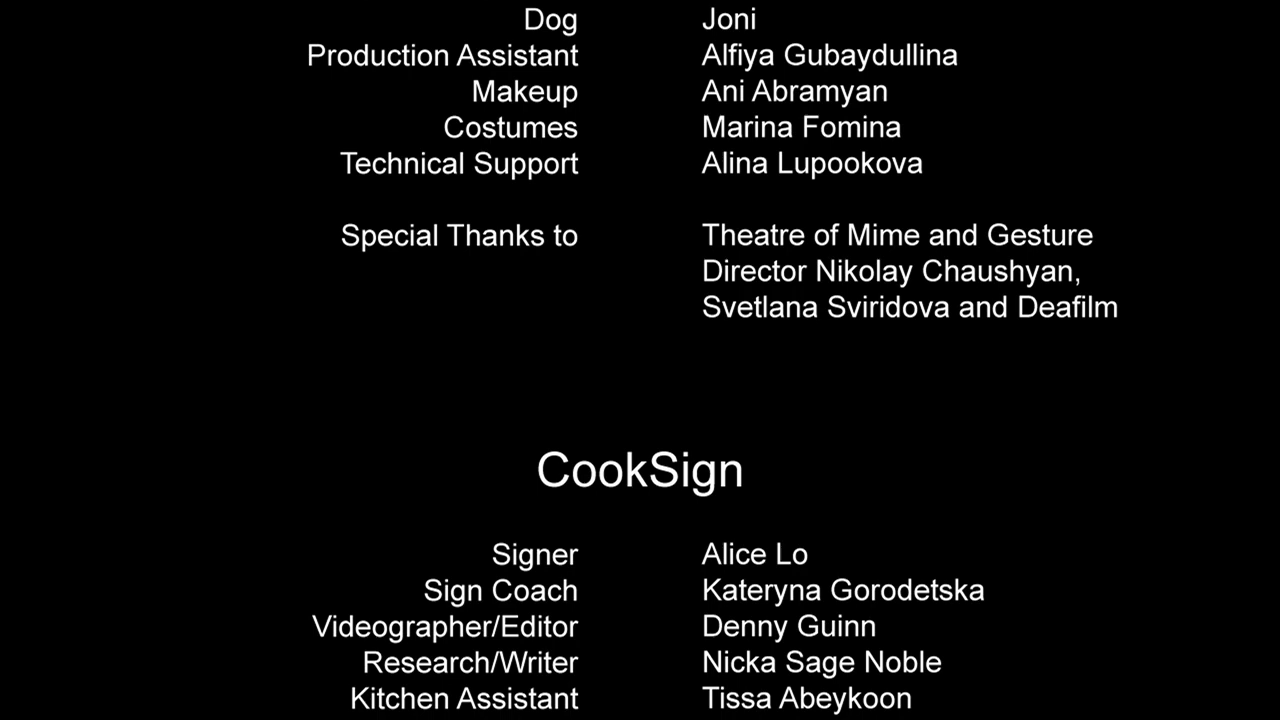 Dog Joni
Production Assistant Alfiya Gubaydullina
Makeup Ani Abramyan
Costumes Marina Fomina
Technical Support Alina Lupookova
Special Thanks to Theatre of Mime and Gesture
Director Nikolay Chaushyan,
Svetlana Sviridova and Deafilm
CookSign
Signer Alice Lo
Sign Coach Kateryna Gorodetska
Videographer/Editor Denny Guinn
Research/Writer Nicka Sage Noble
Kitchen Assistant Tissa Abeykoon